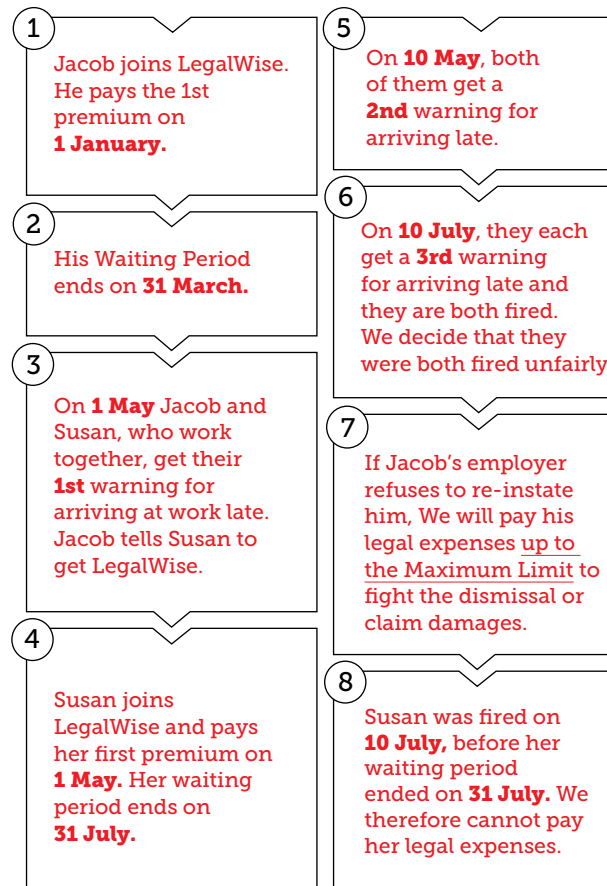 1
Jacob joins LegalWise.
He pays the 1st
premium on
1 January.
2
His Waiting Period
ends on 31 March.
3
On 1 May Jacob and
Susan, who work
together, get their
1st warning for
arriving at work late.
Jacob tells Susan to
get LegalWise.
4
Susan joins
LegalWise and pays
her first premium on
1 May. Her waiting
period ends on
31 July.
5
On 10 May, both
of them get a
2nd warning for
arriving late.
6
On 10 July, they each
get a 3rd warning
for arriving late and
they are both fired.
We decide that they
were both fired unfairly
7
If Jacob’s employer
refuses to re-instate
him, We will pay his
legal expenses up to
the Maximum Limit to
fight the dismissal or
claim damages.
8
Susan was fired on
10 July, before her
waiting period
ended on 31 July. We
therefore cannot pay
her legal expenses.